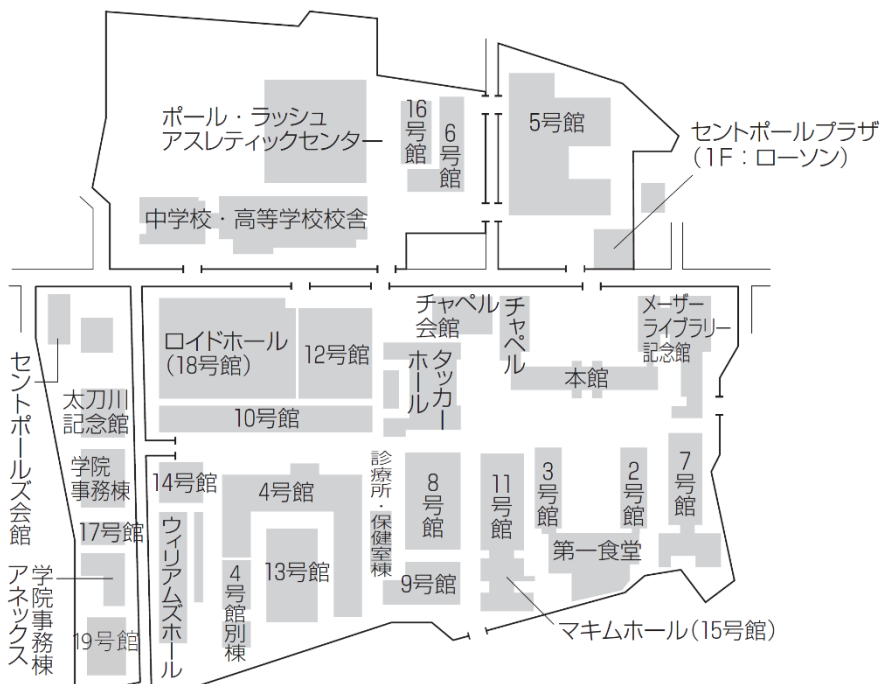 ポール・ラッシュ
アスレティックセンター
16号館
6号館
5号館
セントポールプラザ
(1F：ローソン)
中学校・高等学校校舎
チャペル
会館
チャペル
メーザー
ライブラリー
記念館
ロイドホール
(18号館)
12号館
タッカー
ホール
本館
セントポールズ会館
太刀川
記念館
10号館
学院
事務棟
14号館
4号館
診療所・保健室棟
8号館
11号館
3号館
2号館
7号館
17号館
ウィリアムズホール
13号館
第一食堂
学院事務棟
アネックス
4号館別棟
9号館
19号館
マキムホール(15号館)